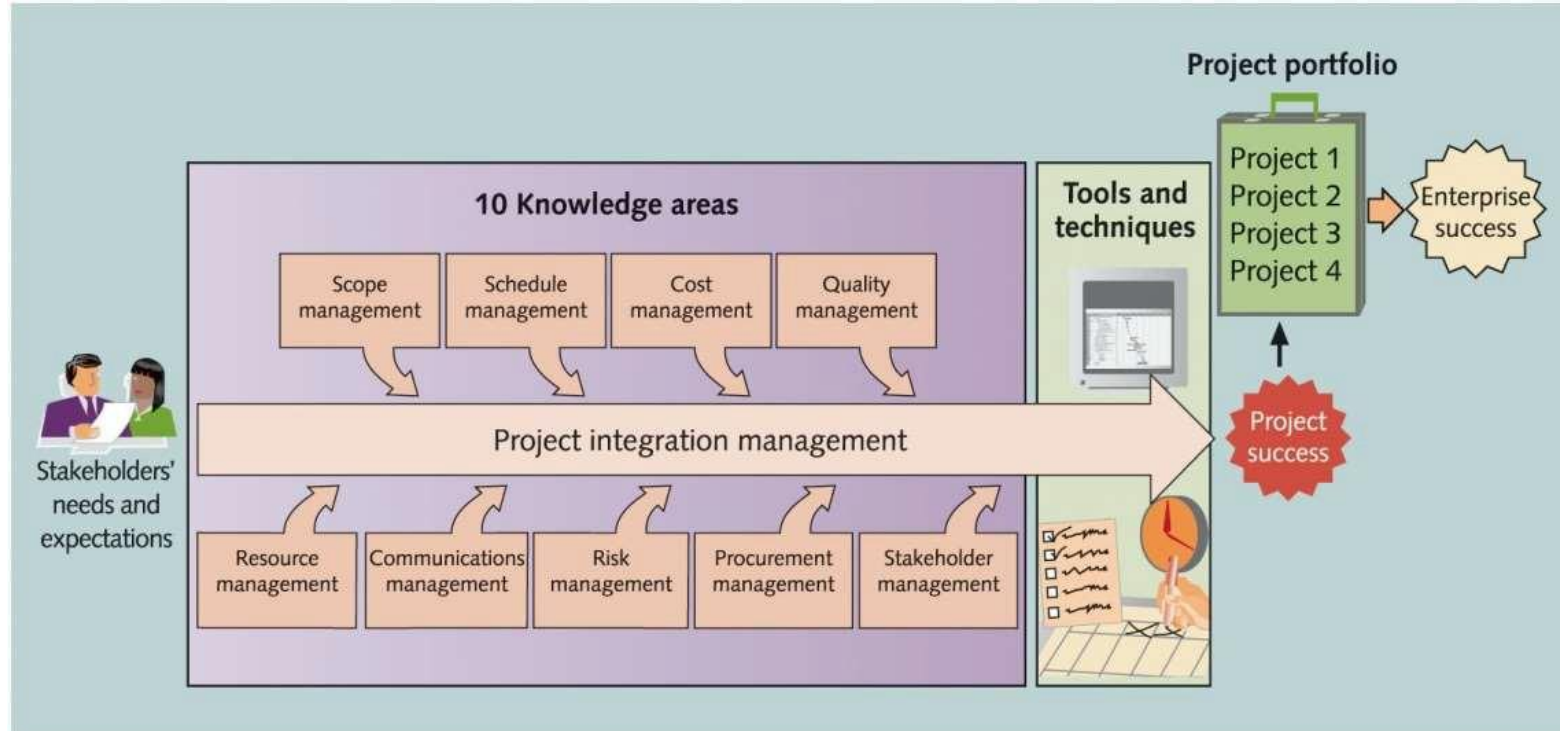 Project portfolio
Project 1
Project 2
Project 3
Project 4
Enterprise
success
10 Knowledge areas
Tools and
techniques
Scope
management
Schedule
management
Cost
management
Quality
management
Stakeholders'
needs and
expectations
Project integration management
Project
success
Resource
management
Communications
management
Risk
management
Procurement
management
Stakeholder
management